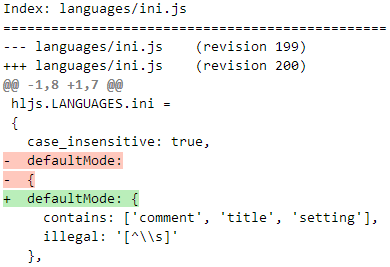 Index: languages/ini.js
===============================================
--- languages/ini.js    (revision 199)
+++ languages/ini.js    (revision 200)
@@ -1,8 +1,7 @@
 hljs.LANGUAGES.ini =
 {
   case_insensitive: true,
-  defaultMode:
-  {
+  defaultMode: {
     contains: ['comment', 'title', 'setting'],
     illegal: '[^\\s]'
   },